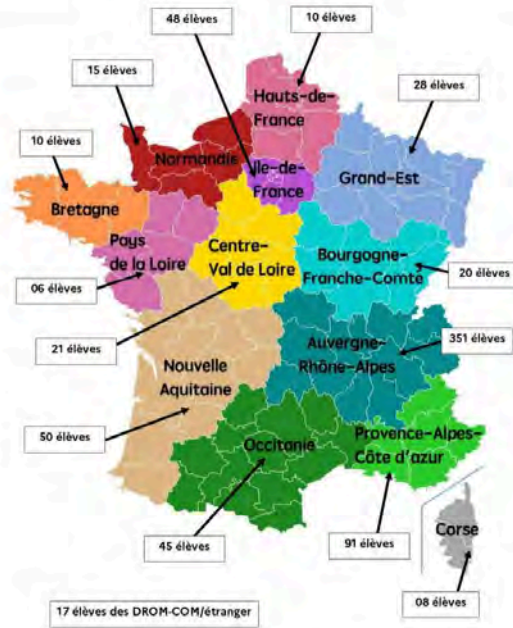 48 élèves
10 élèves
15 élèves
Hauts-de-
France
28 élèves
Normandie
Île-de-
France
Grand-Est
10 élèves
Bretagne
Pays
de la Loire
Centre-
Val de Loire
Bourgogne-
Franche-Comté
20 élèves
06 élèves
21 élèves
Auvergne-
Rhône-Alpes
351 élèves
Nouvelle
Aquitaine
50 élèves
Occitanie
Provence-Alpes-
Côte d'azur
45 élèves
91 élèves
Corse
08 élèves
17 élèves des DROM-COM/étranger